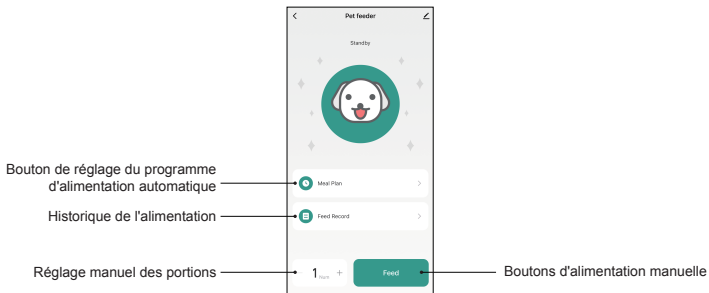 Pet feeder
Standby
Bouton de réglage du programme
d'alimentation automatique
Meal Plan
Historique de l'alimentation
Feed Record
Réglage manuel des portions
- 1 Num +
Feed
Boutons d'alimentation manuelle